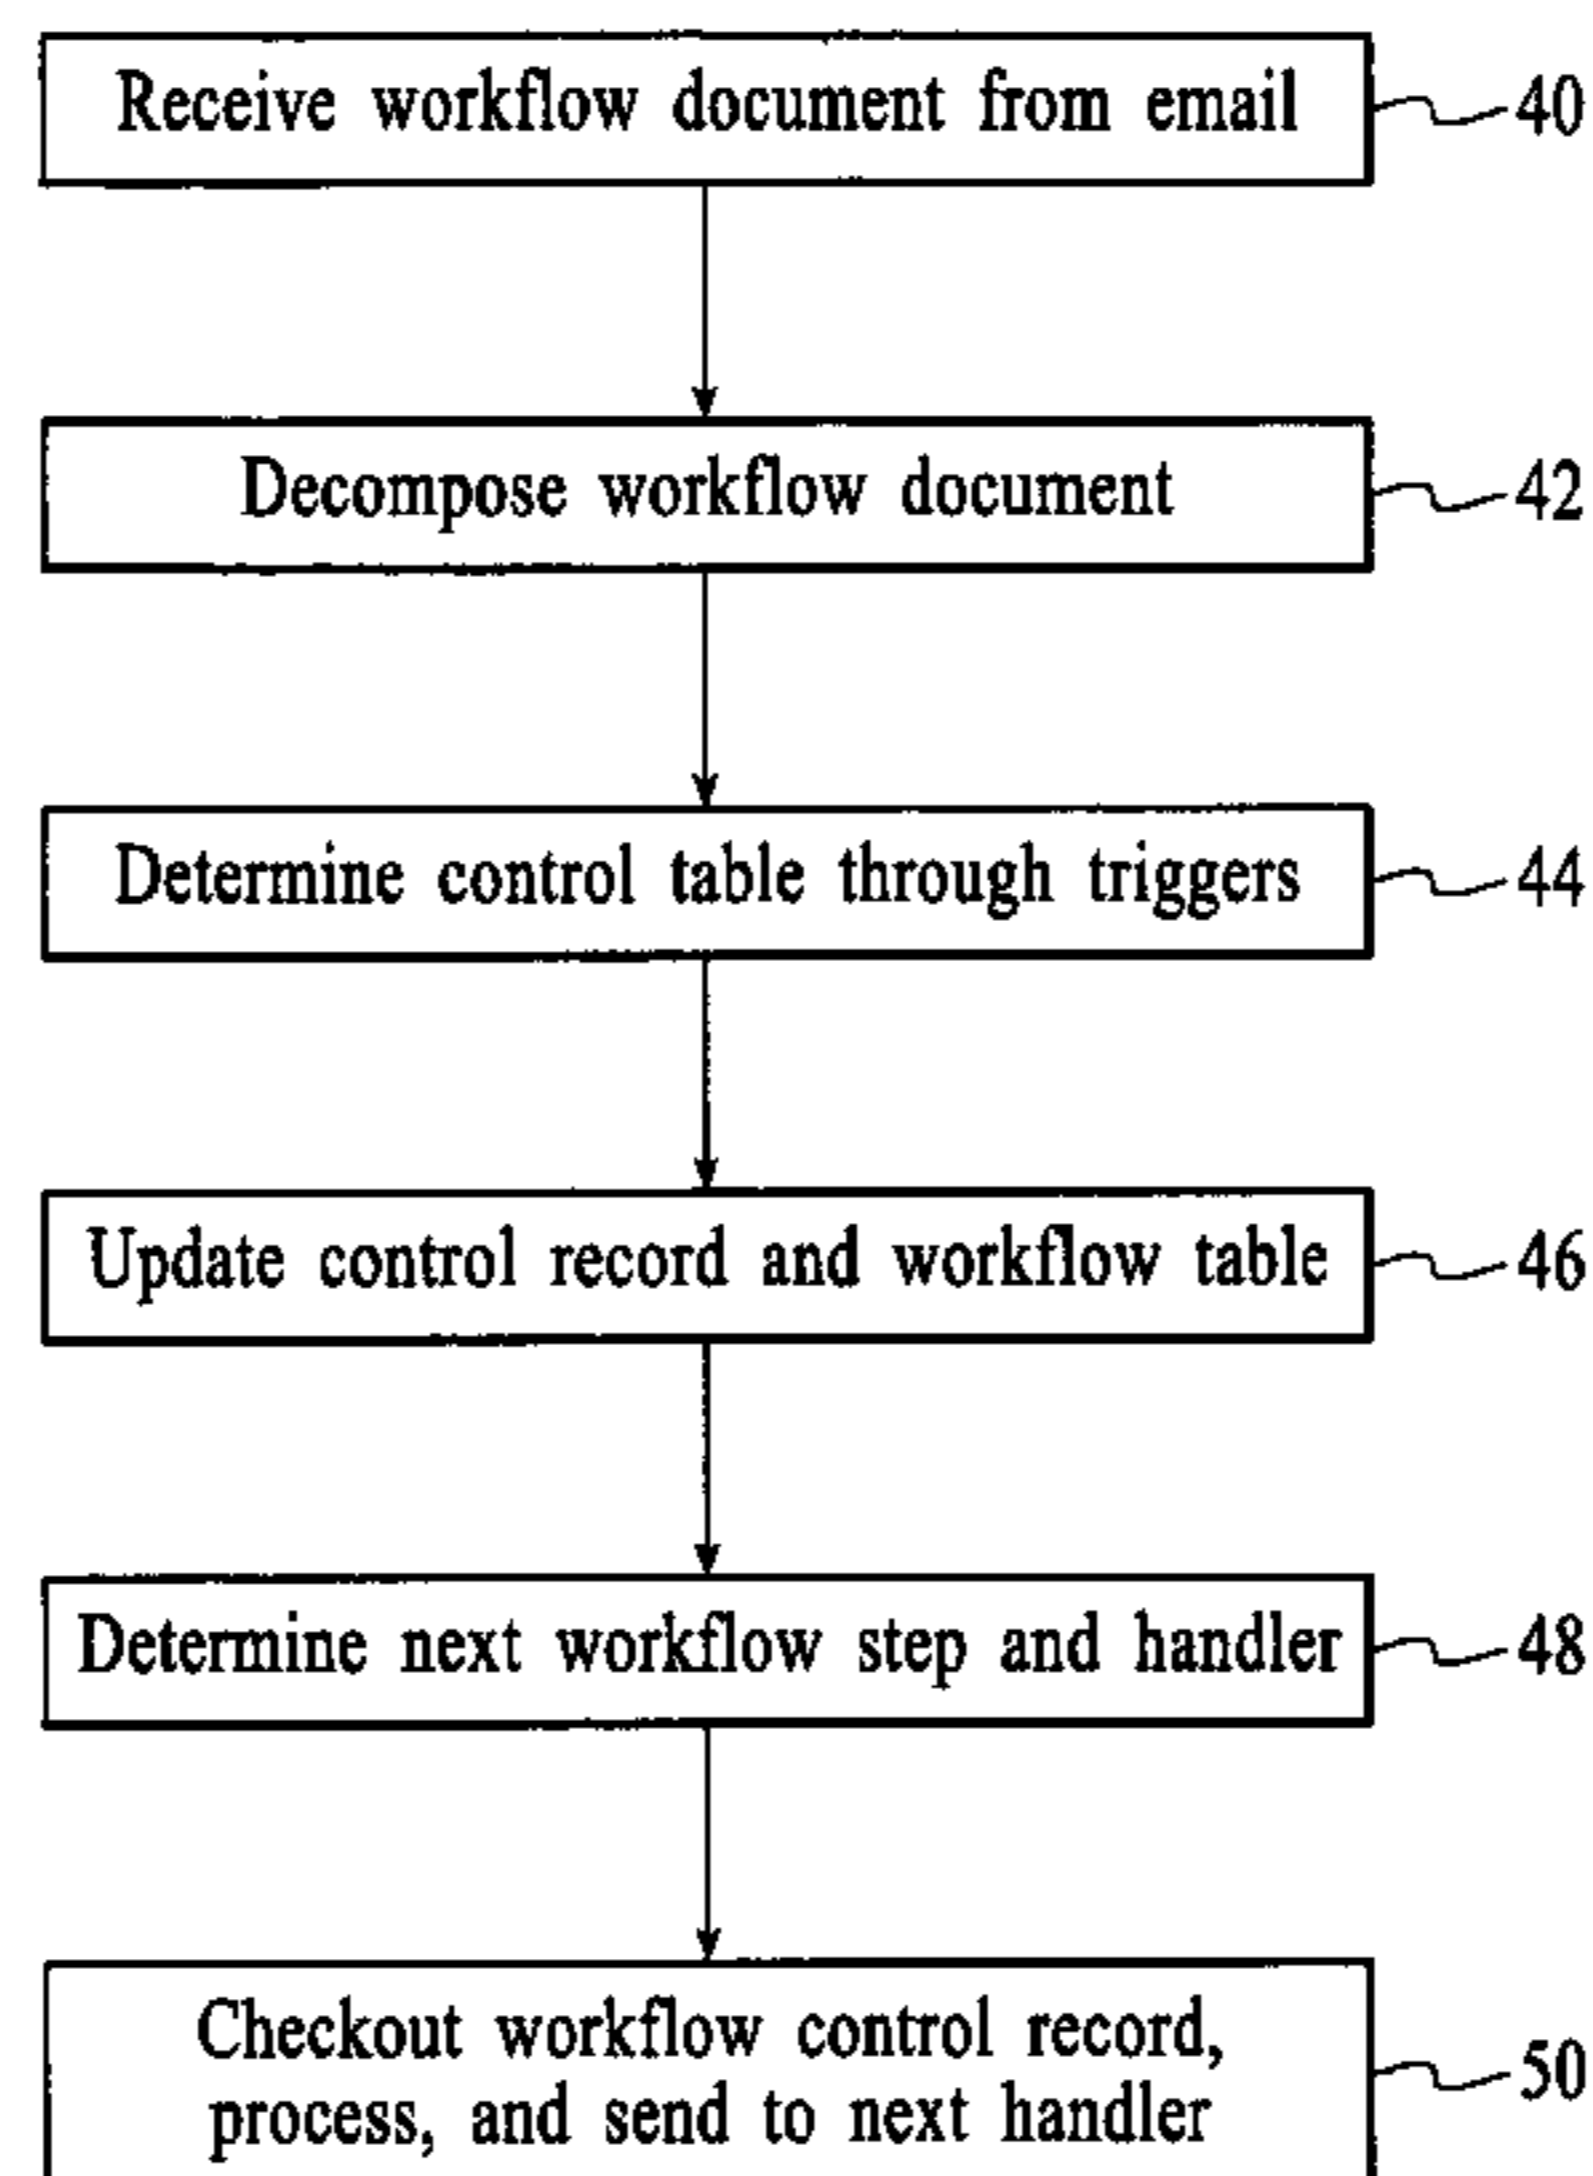 Receive workflow document from email
40
Decompose workflow document
42
Determine control table through triggers
44
Update control record and workflow table
46
Determine next workflow step and handler
48
Checkout workflow control record,
process, and send to next handler
50